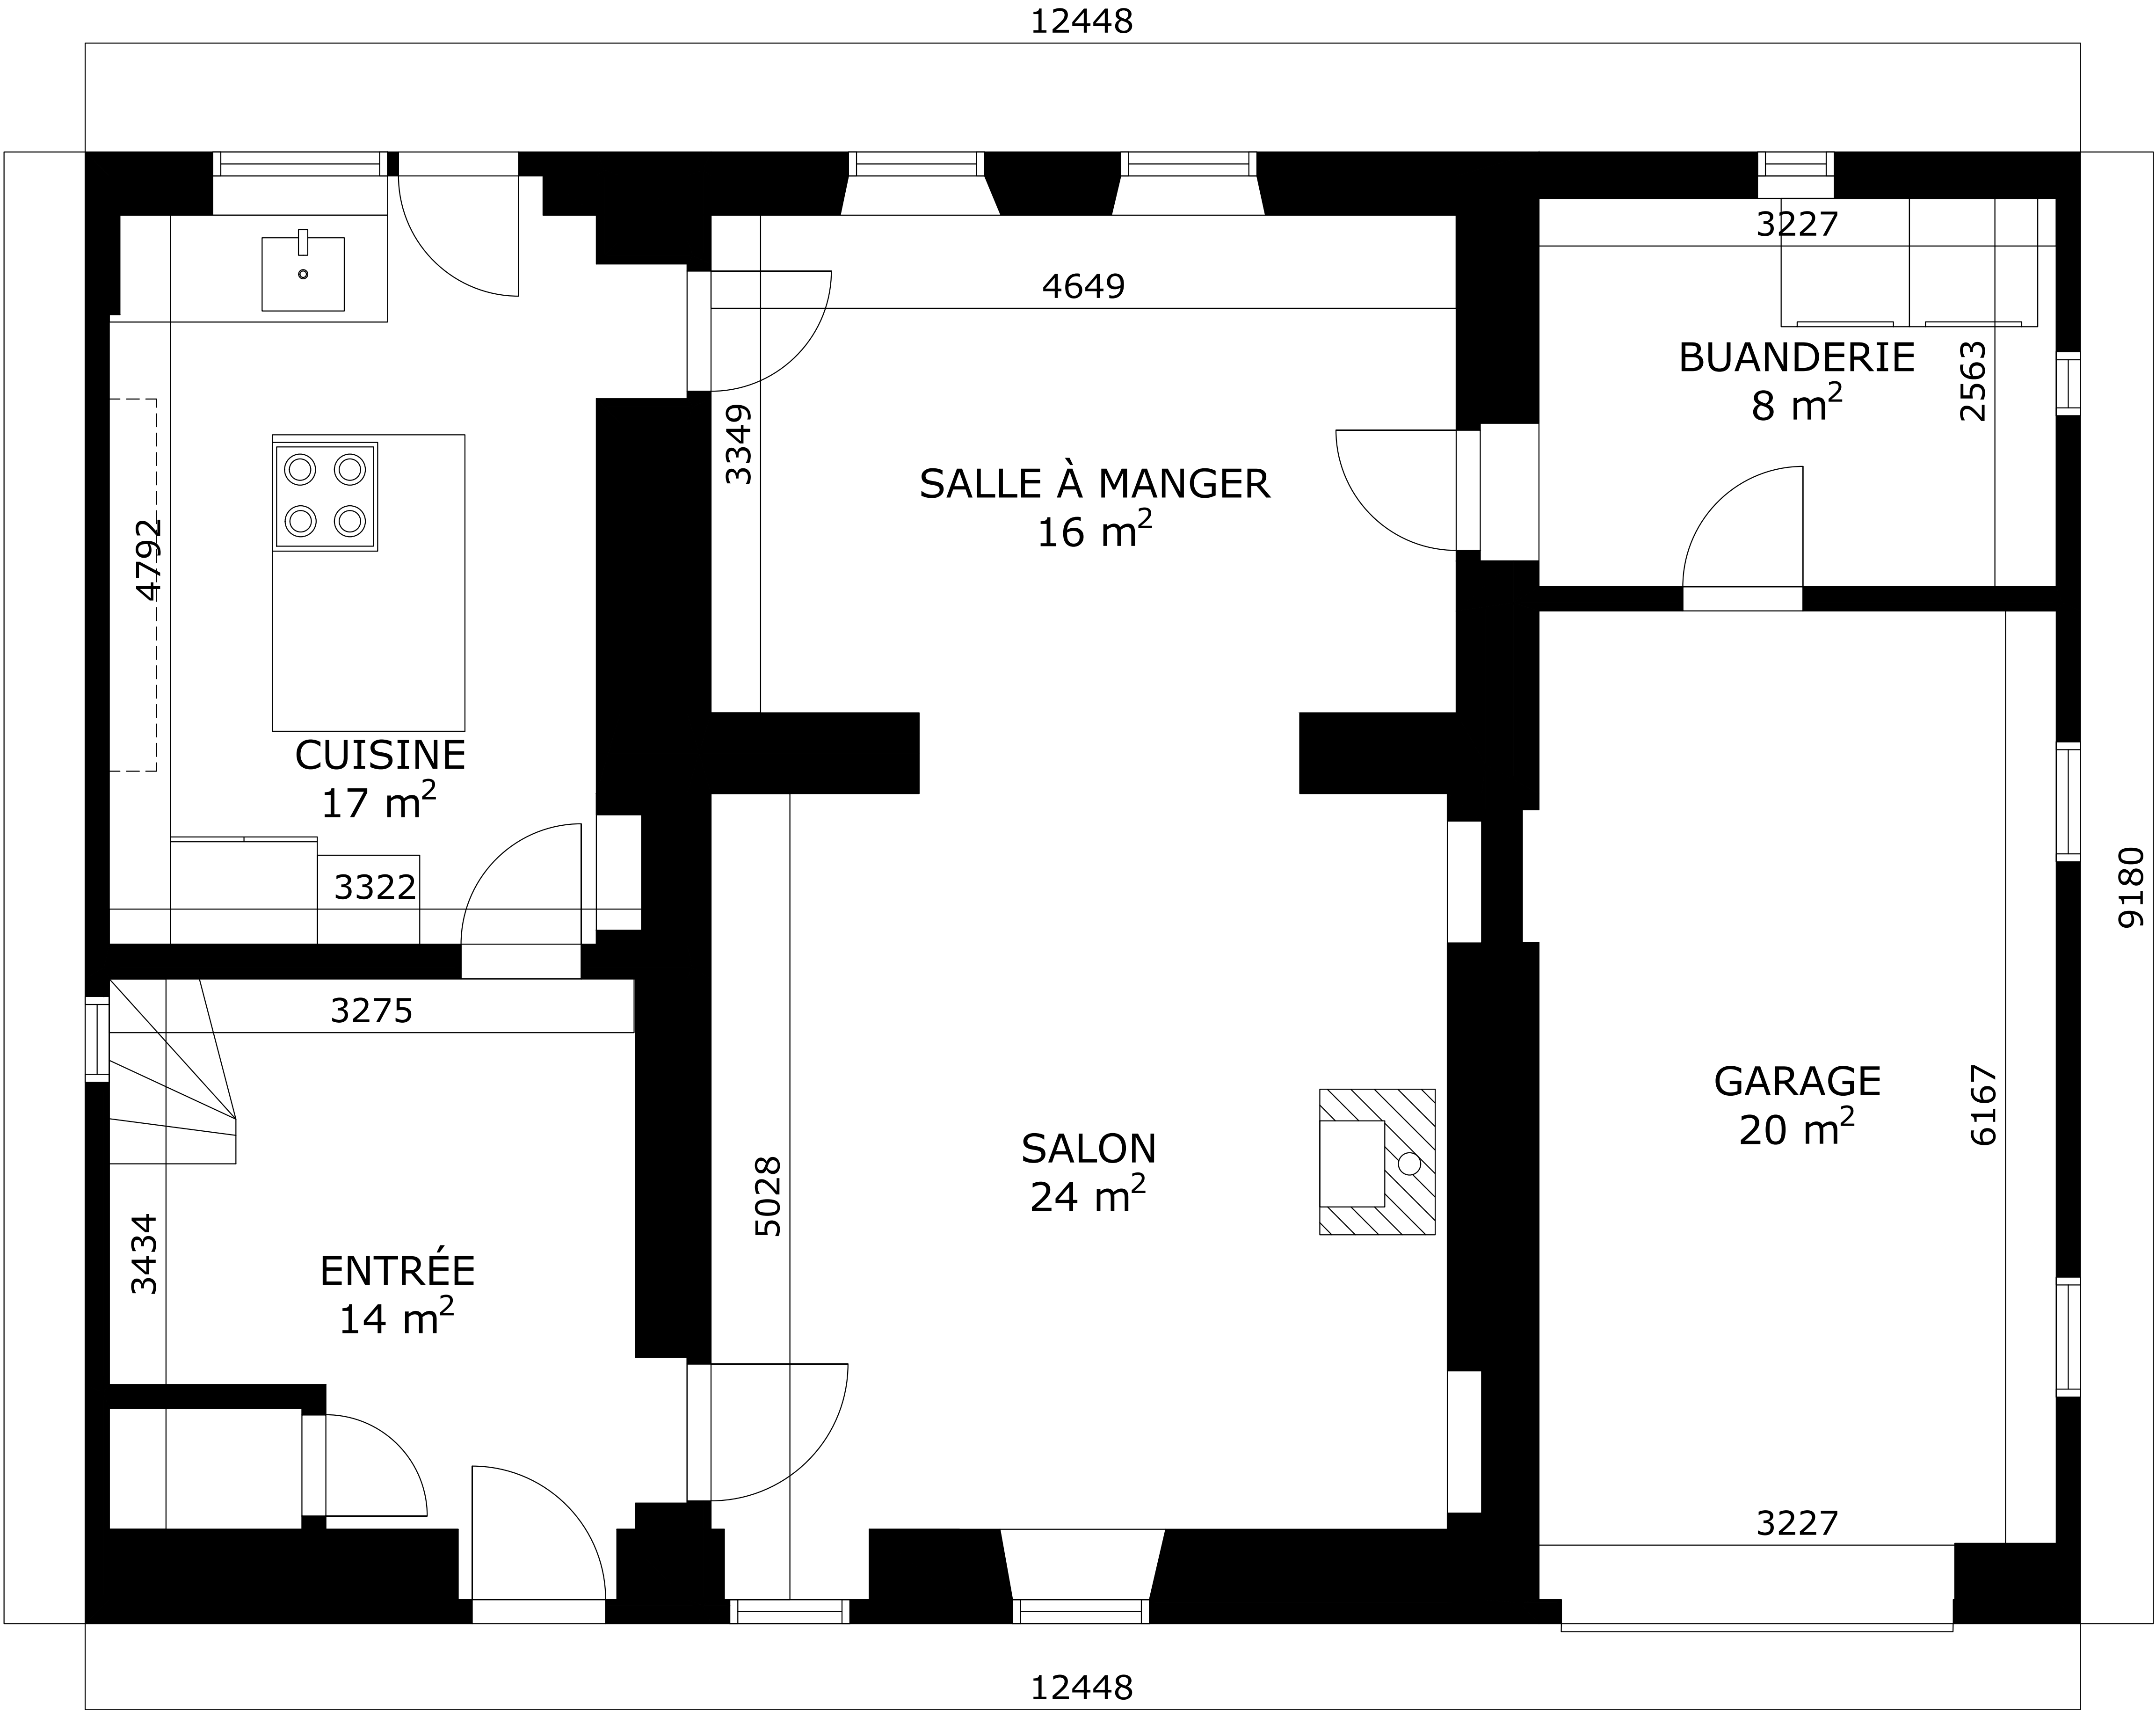 12448
3227
4649
BUANDERIE
8 m²
2563
3349
SALLE À MANGER
16 m²
4792
CUISINE
17 m²
3322
9180
3275
GARAGE
20 m²
6167
SALON
24 m²
5028
3434
ENTRÉE
14 m²
3227
12448